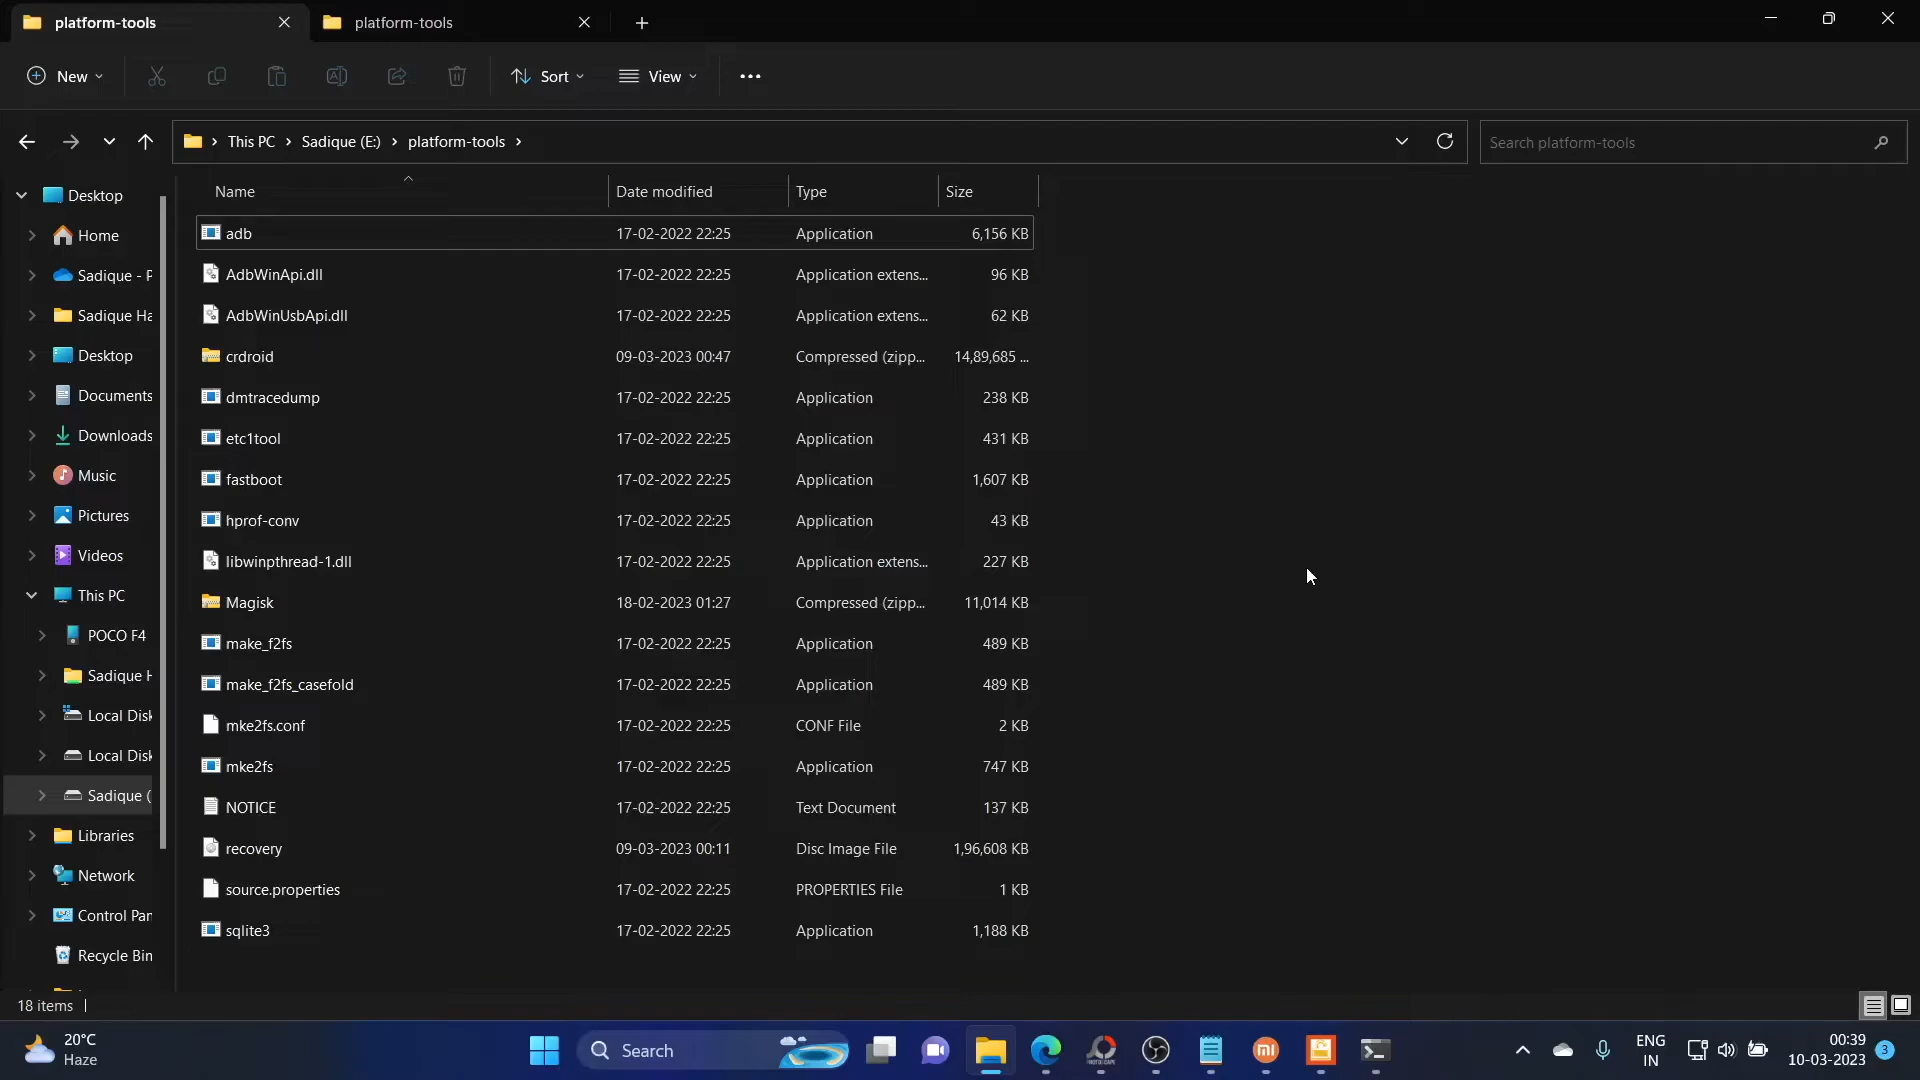 platform-tools
platform-tools
New
Sort
View
This PC
Sadique (E:)
platform-tools
Search platform-tools
Name
Date modified
Type
Size
Desktop
Home
Sadique - P
Sadique Ha
Desktop
Documents
Downloads
Music
Pictures
Videos
This PC
POCO F4
Sadique H
Local Disk
Local Disk
Sadique (
Libraries
Network
Control Pan
Recycle Bin
adb 17-02-2022 22:25 Application 6,156 KB
AdbWinApi.dll 17-02-2022 22:25 Application extens... 96 KB
AdbWinUsbApi.dll 17-02-2022 22:25 Application extens... 62 KB
crdroid 09-03-2023 00:47 Compressed (zipp... 14,89,685 ...
dmtracedump 17-02-2022 22:25 Application 238 KB
etc1tool 17-02-2022 22:25 Application 431 KB
fastboot 17-02-2022 22:25 Application 1,607 KB
hprof-conv 17-02-2022 22:25 Application 43 KB
libwinpthread-1.dll 17-02-2022 22:25 Application extens... 227 KB
Magisk 18-02-2023 01:27 Compressed (zipp... 11,014 KB
make_f2fs 17-02-2022 22:25 Application 489 KB
make_f2fs_casefold 17-02-2022 22:25 Application 489 KB
mke2fs.conf 17-02-2022 22:25 CONF File 2 KB
mke2fs 17-02-2022 22:25 Application 747 KB
NOTICE 17-02-2022 22:25 Text Document 137 KB
recovery 09-03-2023 00:11 Disc Image File 1,96,608 KB
source.properties 17-02-2022 22:25 PROPERTIES File 1 KB
sqlite3 17-02-2022 22:25 Application 1,188 KB
18 items
20°C
Haze
Search
mi
ENG
IN
00:39
10-03-2023
3